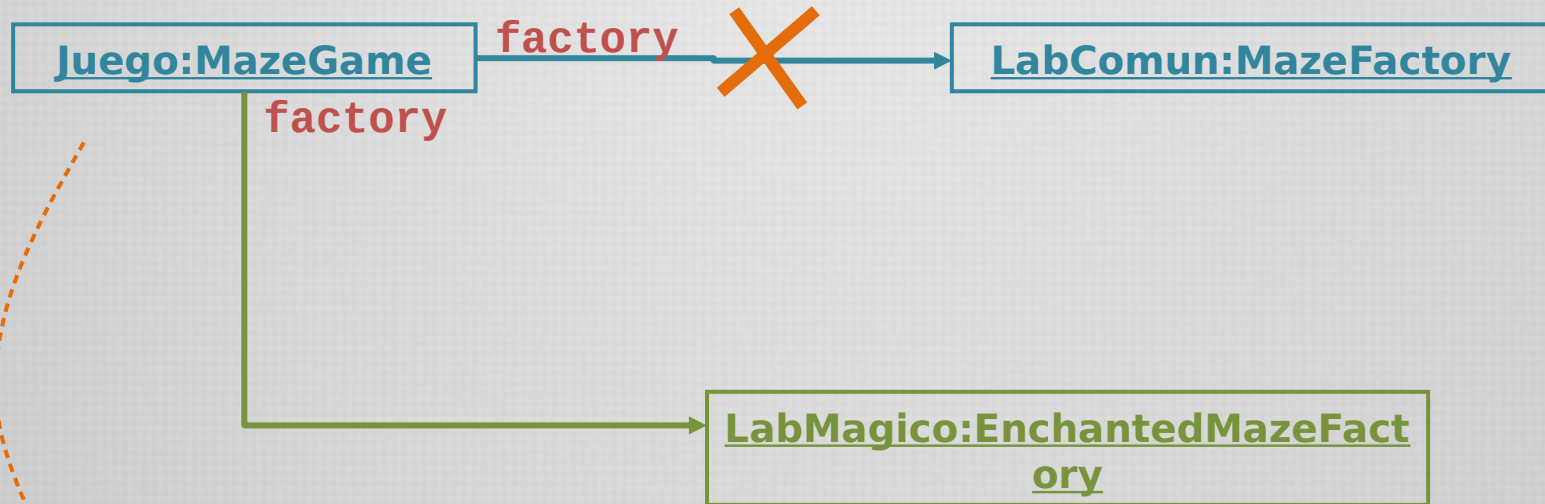 Juego:MazeGame
factory
LabComun:MazeFactory
factory
LabMagico:EnchantedMazeFact
ory